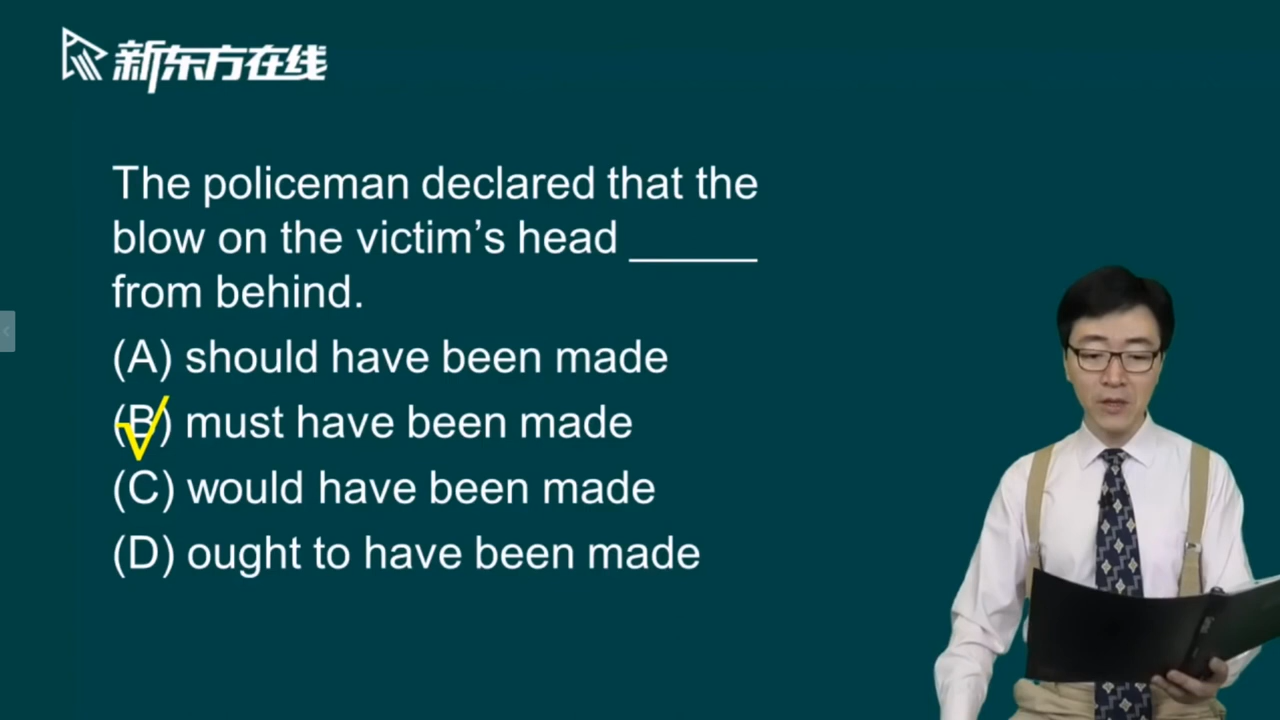 新东方在线
The policeman declared that the
blow on the victim’s head ______
from behind.
(A) should have been made
(B) must have been made
(C) would have been made
(D) ought to have been made